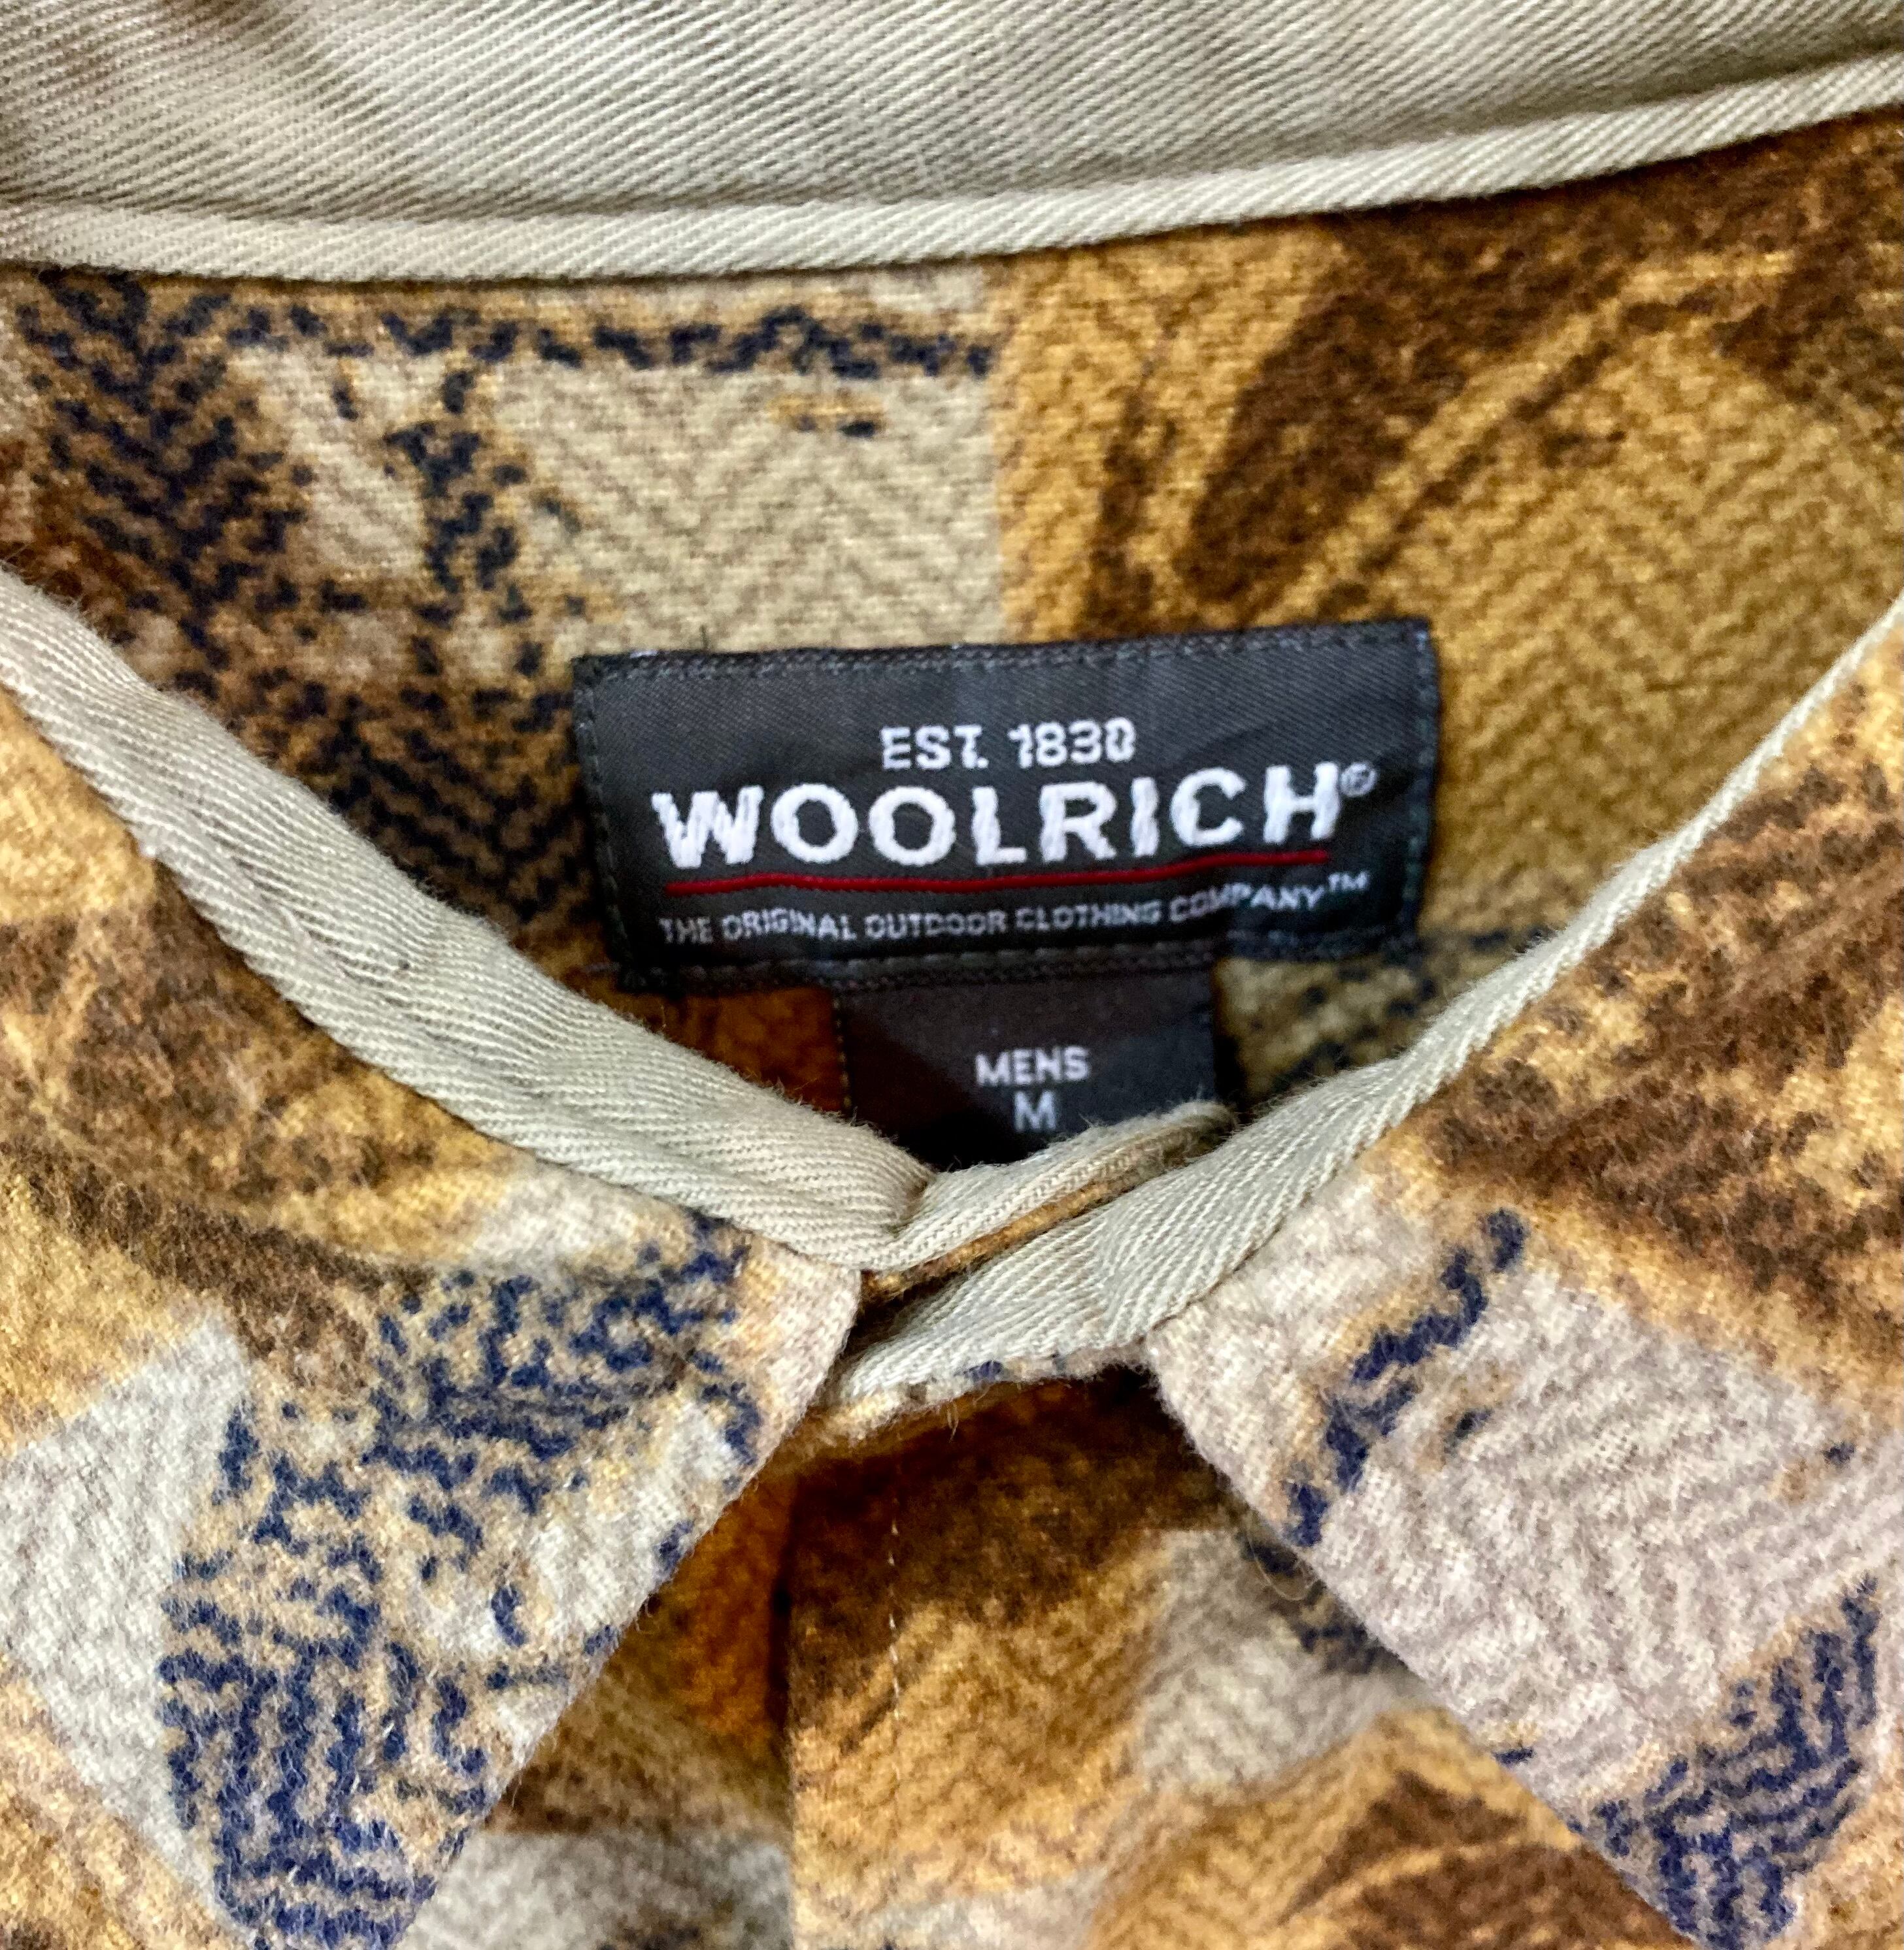 EST. 1830
WOOLRICH®
THE ORIGINAL OUTDOOR CLOTHING COMPANY™
MENS
M